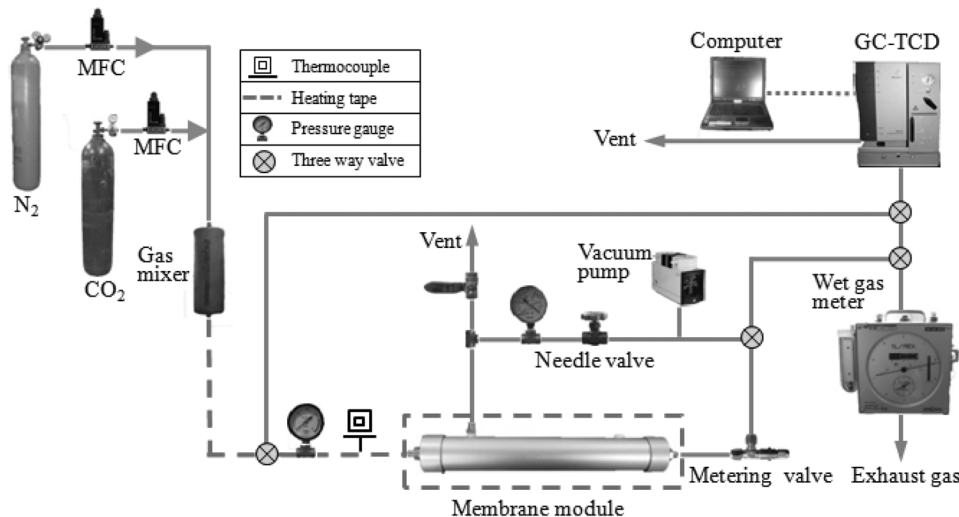 MFC
MFC
N2
CO2
Gas
mixer
Thermocouple
Heating tape
Pressure gauge
Three way valve
Computer
GC-TCD
Vent
Vent
Vacuum
pump
Wet gas
meter
Needle valve
Membrane module
Metering valve
Exhaust gas